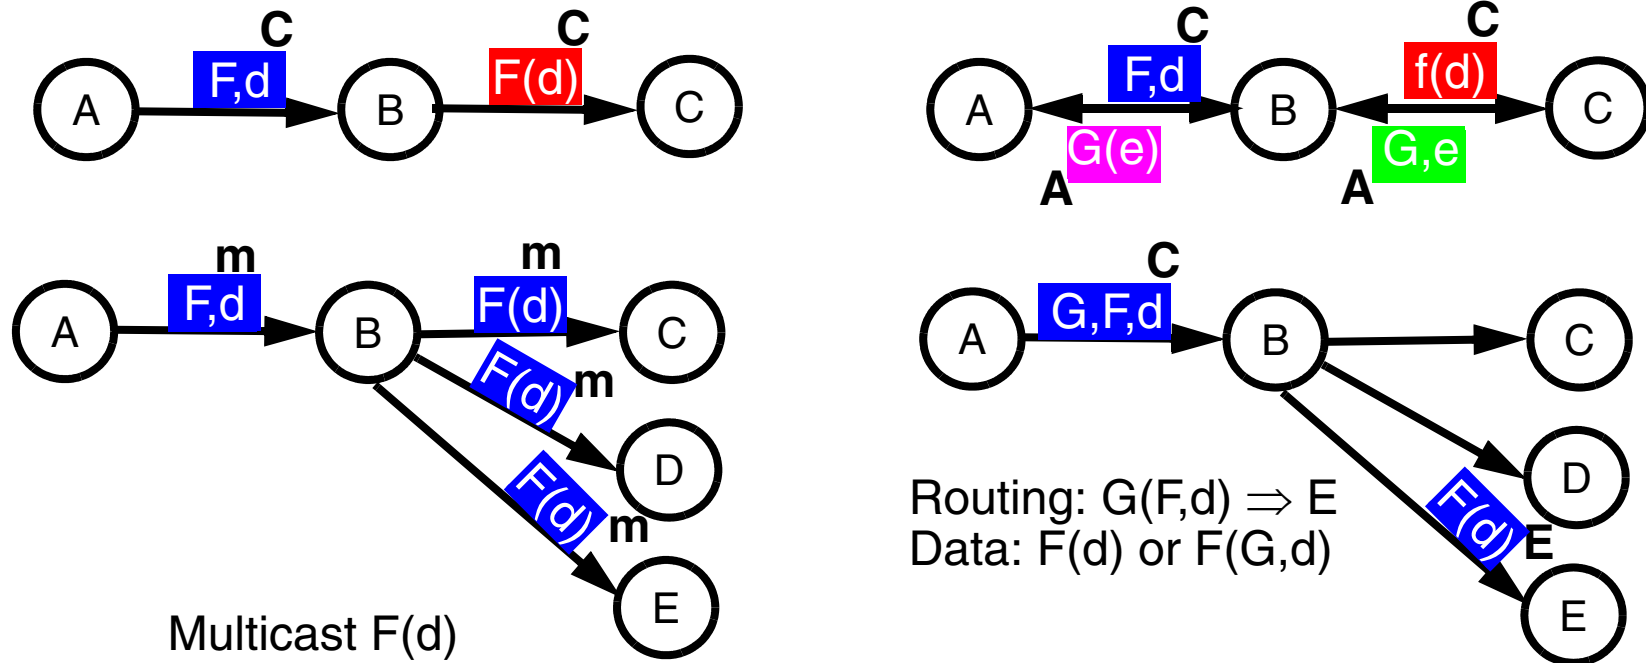 C C
F,d F(d)
A B C
C C
F,d f(d)
A B C
G(e) G,e
A A
m m
F,d F(d)
A B C
F(d) m
D
F(d) m
E
Multicast F(d)
C
G,F,d
A B C
D
Routing: G(F,d) ⇒ E
Data: F(d) or F(G,d)
F(d) E
E